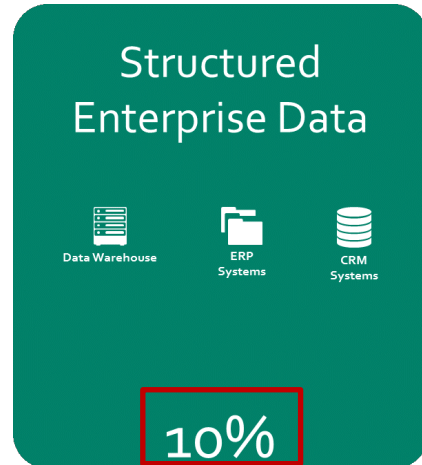 Structured
Enterprise Data
Data Warehouse
ERP
Systems
CRM
Systems
10%